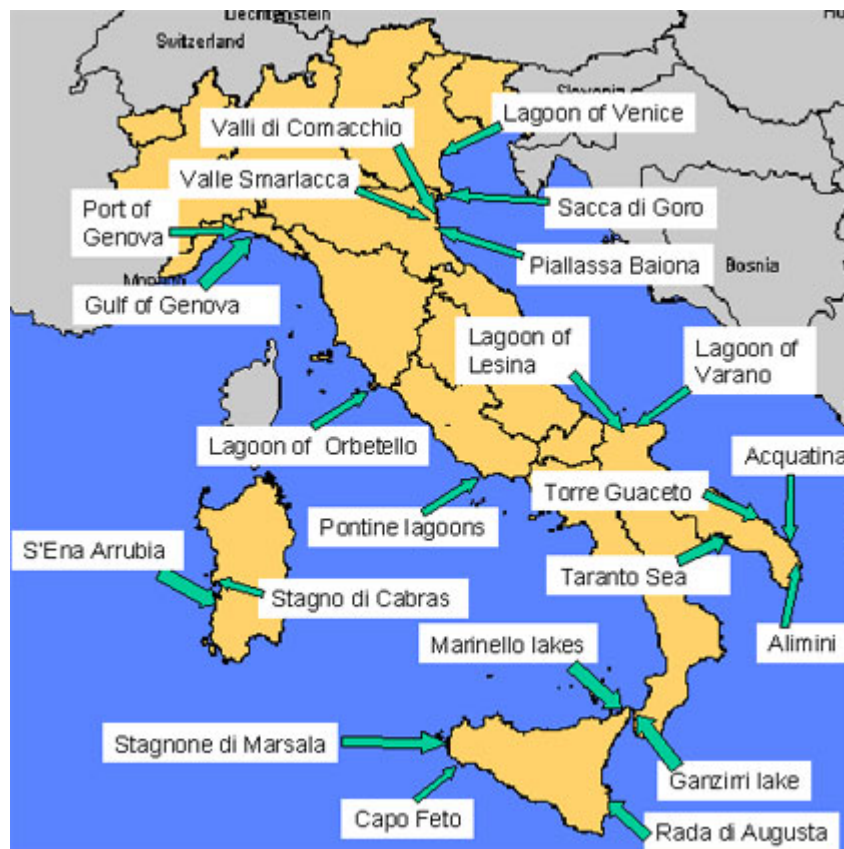 Liechtenstein
Switzerland
Slovenia
Lagoon of Venice
Valli di Comacchio
Valle Smarlacca
Sacca di Goro
Port of
Genova
Piallassa Baiona
Bosnia
Gulf of Genova
Lagoon of
Lesina
Lagoon of
Varano
Lagoon of Orbetello
Acquatina
Torre Guaceto
Pontine lagoons
S'Ena Arrubia
Taranto Sea
Stagno di Cabras
Marinello lakes
Alimini
Stagnone di Marsala
Ganzirri lake
Capo Feto
Rada di Augusta